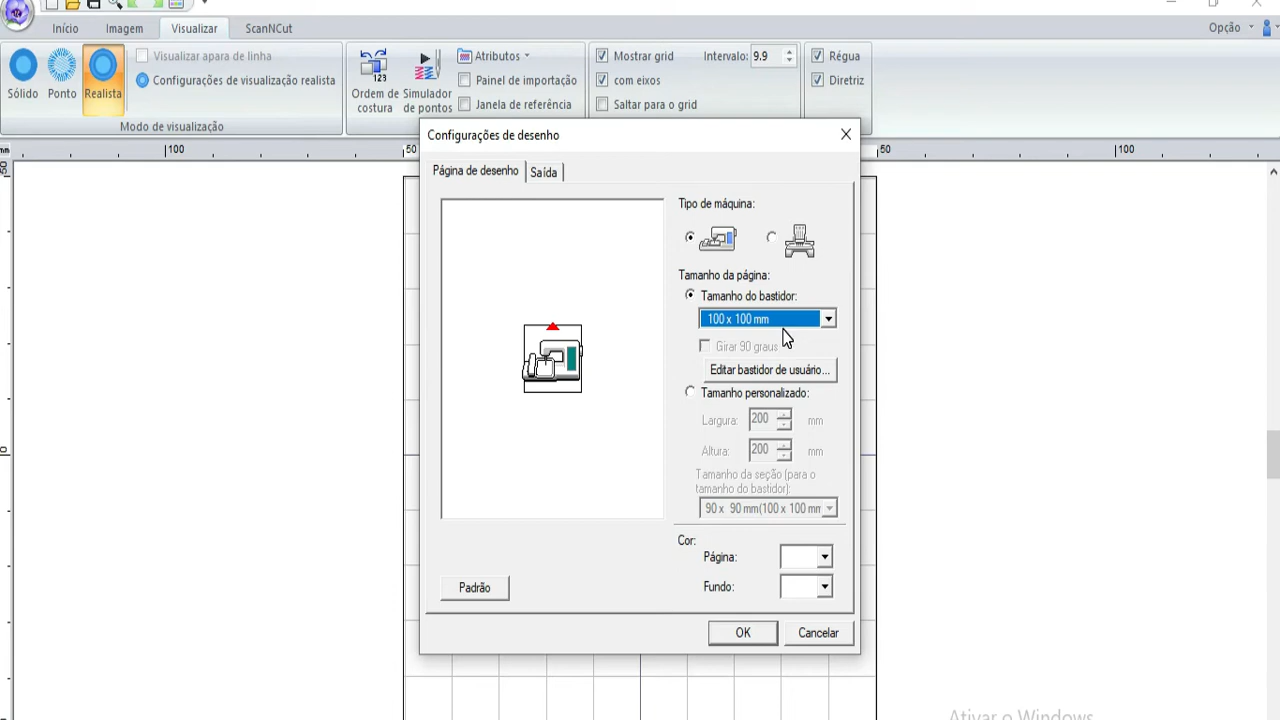 Início Imagem Visualizar ScanNCut Opção
Visualizar apara de linha
Configurações de visualização realista
Sólido Ponto Realista
Modo de visualização
Ordem de costura
Simulador de pontos
123
Atributos
Painel de importação
Janela de referência
Mostrar grid Intervalo: 9.9
com eixos
Saltar para o grid
Régua
Diretriz
mm 100 50 50 100
50
0
Configurações de desenho
Página de desenho Saída
Tipo de máquina:
Tamanho da página:
Tamanho do bastidor:
100 x 100 mm
Girar 90 graus
Editar bastidor de usuário...
Tamanho personalizado:
Largura: 200 mm
Altura: 200 mm
Tamanho da seção (para o
tamanho do bastidor):
90 x 90 mm(100 x 100 mm
Cor:
Página:
Fundo:
Padrão
OK Cancelar
Ativar o Windows